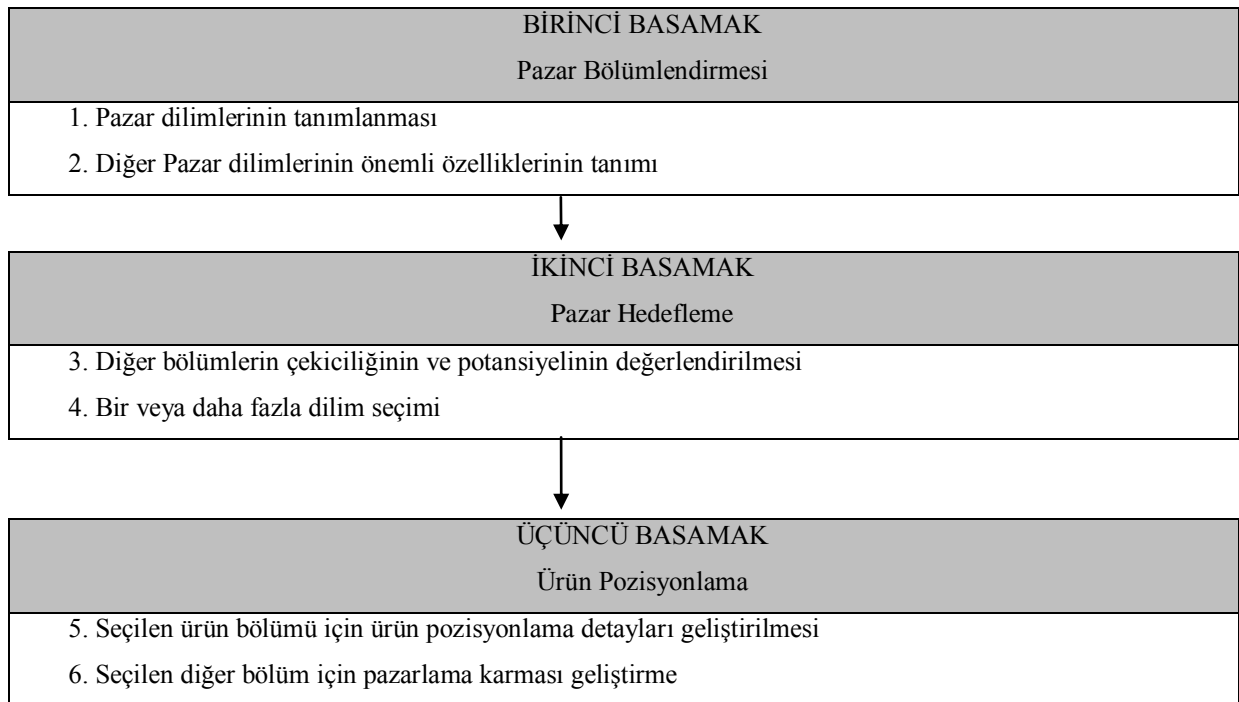 BİRİNCİ BASAMAK
Pazar Bölümlendirmesi
1. Pazar dilimlerinin tanımlanması
2. Diğer Pazar dilimlerinin önemli özelliklerinin tanımı
İKİNCİ BASAMAK
Pazar Hedefleme
3. Diğer bölümlerin çekiciliğinin ve potansiyelinin değerlendirilmesi
4. Bir veya daha fazla dilim seçimi
ÜÇÜNCÜ BASAMAK
Ürün Pozisyonlama
5. Seçilen ürün bölümü için ürün pozisyonlama detayları geliştirilmesi
6. Seçilen diğer bölüm için pazarlama karması geliştirme